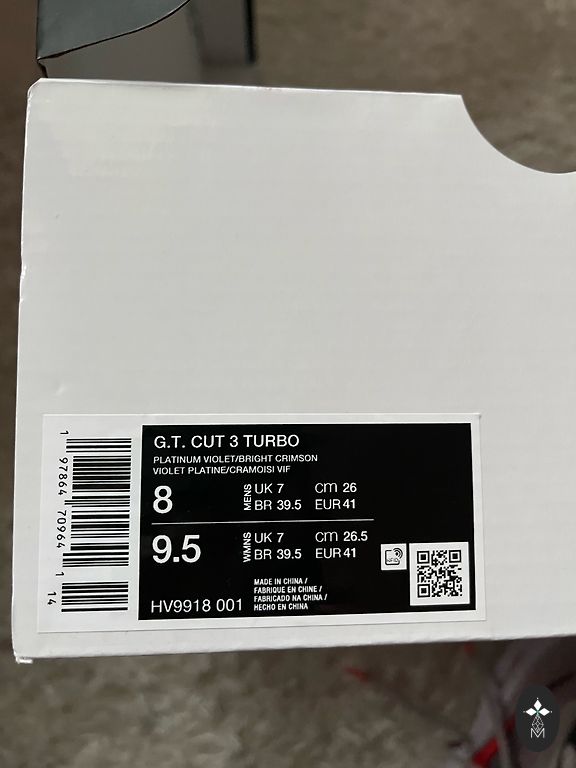 G.T. CUT 3 TURBO
PLATINUM VIOLET/BRIGHT CRIMSON
VIOLET PLATINE/CRAMOISI VIF
8 MENS UK 7 cm 26
BR 39.5 EUR 41
9.5 WMNS UK 7 cm 26.5
BR 39.5 EUR 41
HV9918 001
MADE IN CHINA /
FABRIQUE EN CHINE /
FABRICADO NA CHINA /
HECHO EN CHINA
1 97864 70964 1 14
M